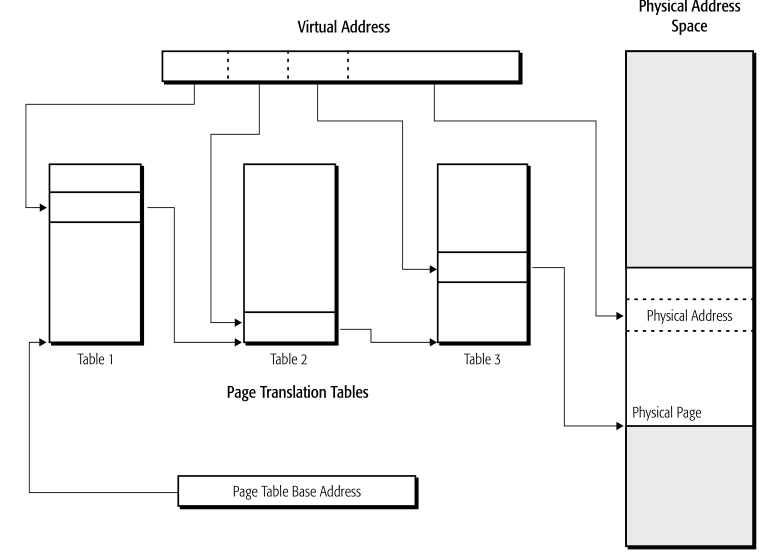 Physical Address
Space
Virtual Address
Physical Address
Table 1
Table 2
Table 3
Page Translation Tables
Physical Page
Page Table Base Address